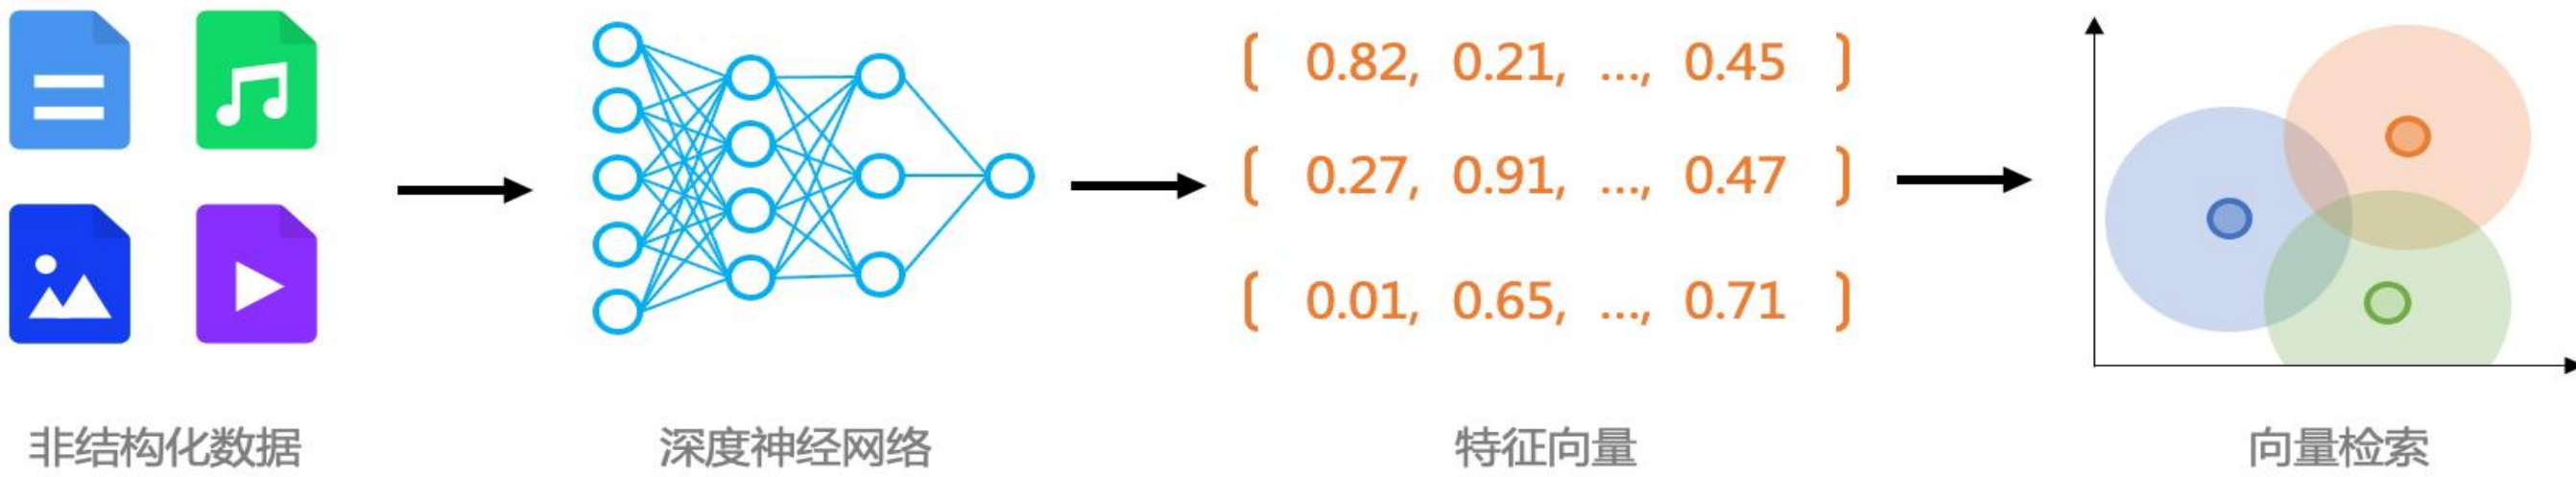 ( 0.82, 0.21, ..., 0.45 )
( 0.27, 0.91, ..., 0.47 )
( 0.01, 0.65, ..., 0.71 )
非结构化数据
深度神经网络
特征向量
向量检索